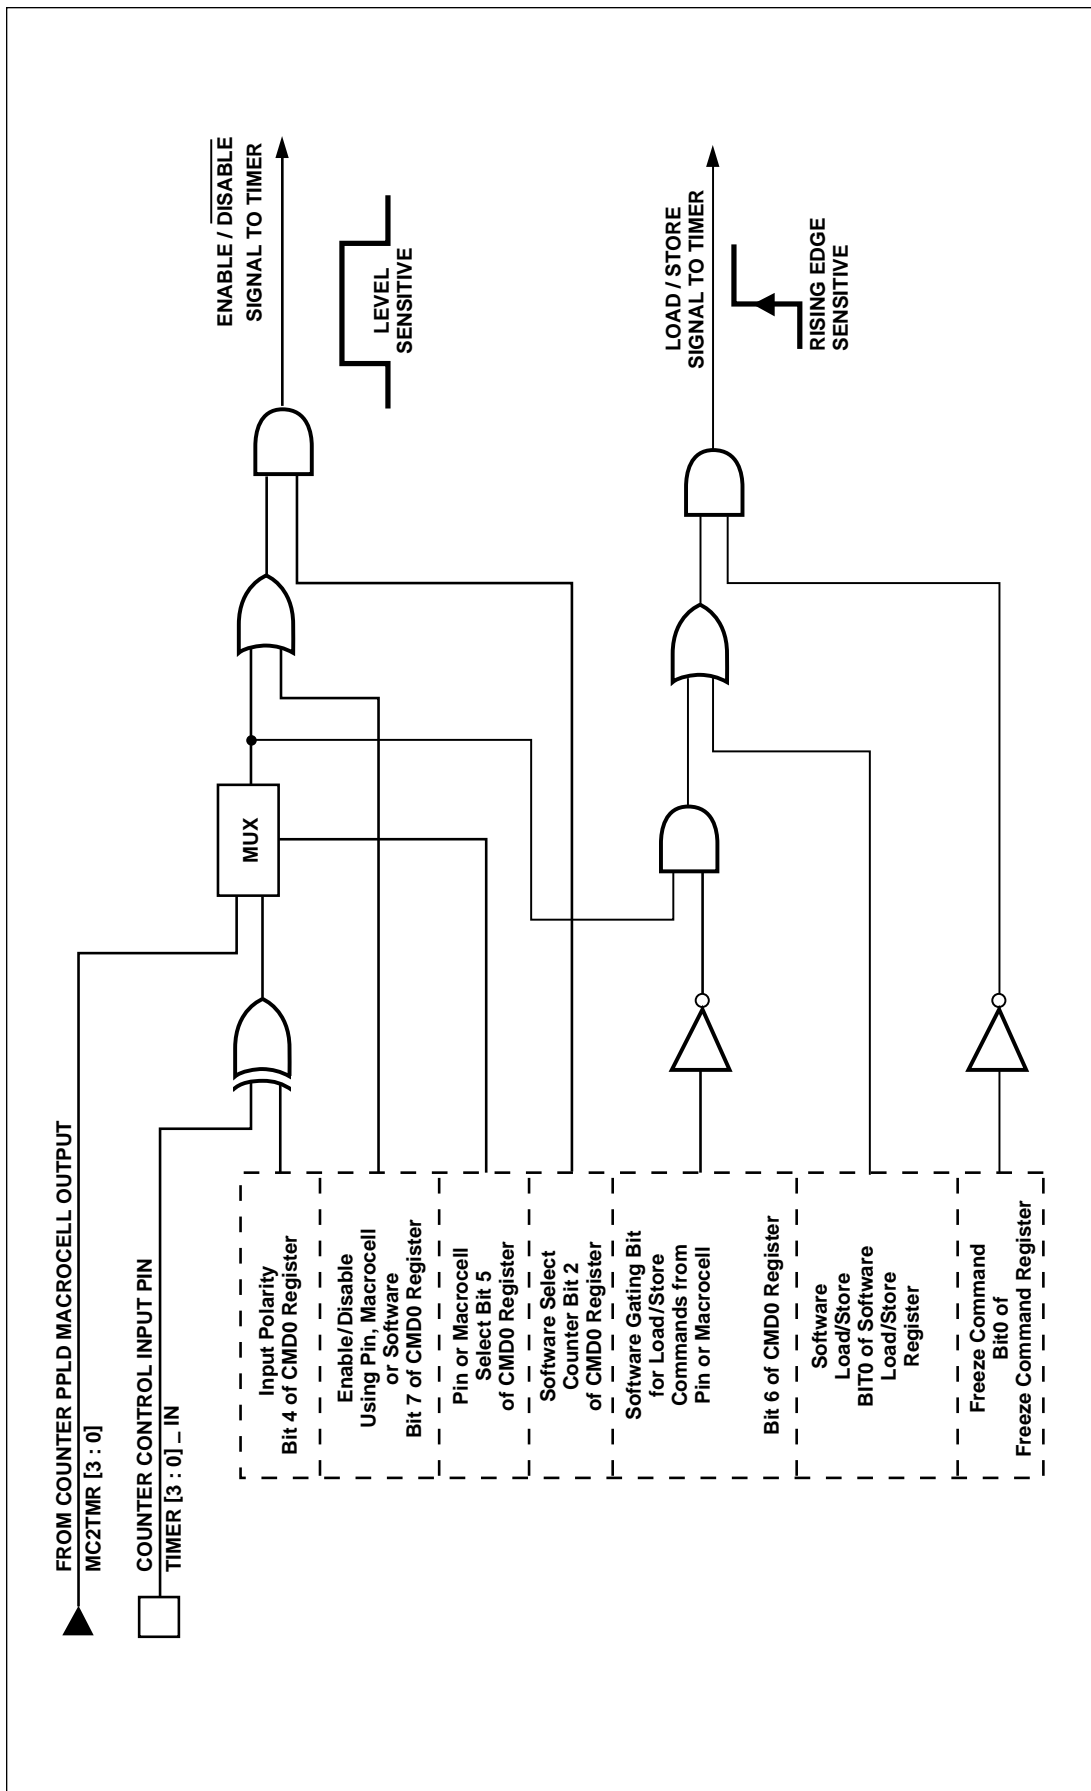 FROM COUNTER PPLD MACROCELL OUTPUT
MC2TMR [3 : 0]
COUNTER CONTROL INPUT PIN
TIMER [3 : 0] _ IN
MUX
ENABLE / DISABLE
SIGNAL TO TIMER
LEVEL
SENSITIVE
Input Polarity
Bit 4 of CMD0 Register
Enable/Disable
Using Pin, Macrocell
or Software
Bit 7 of CMD0 Register
Pin or Macrocell
Select Bit 5
of CMD0 Register
Software Select
Counter Bit 2
of CMD0 Register
Software Gating Bit
for Load/Store
Commands from
Pin or Macrocell
Bit 6 of CMD0 Register
Software
Load/Store
BIT0 of Software
Load/Store
Register
Freeze Command
Bit0 of
Freeze Command Register
LOAD / STORE
SIGNAL TO TIMER
RISING EDGE
SENSITIVE